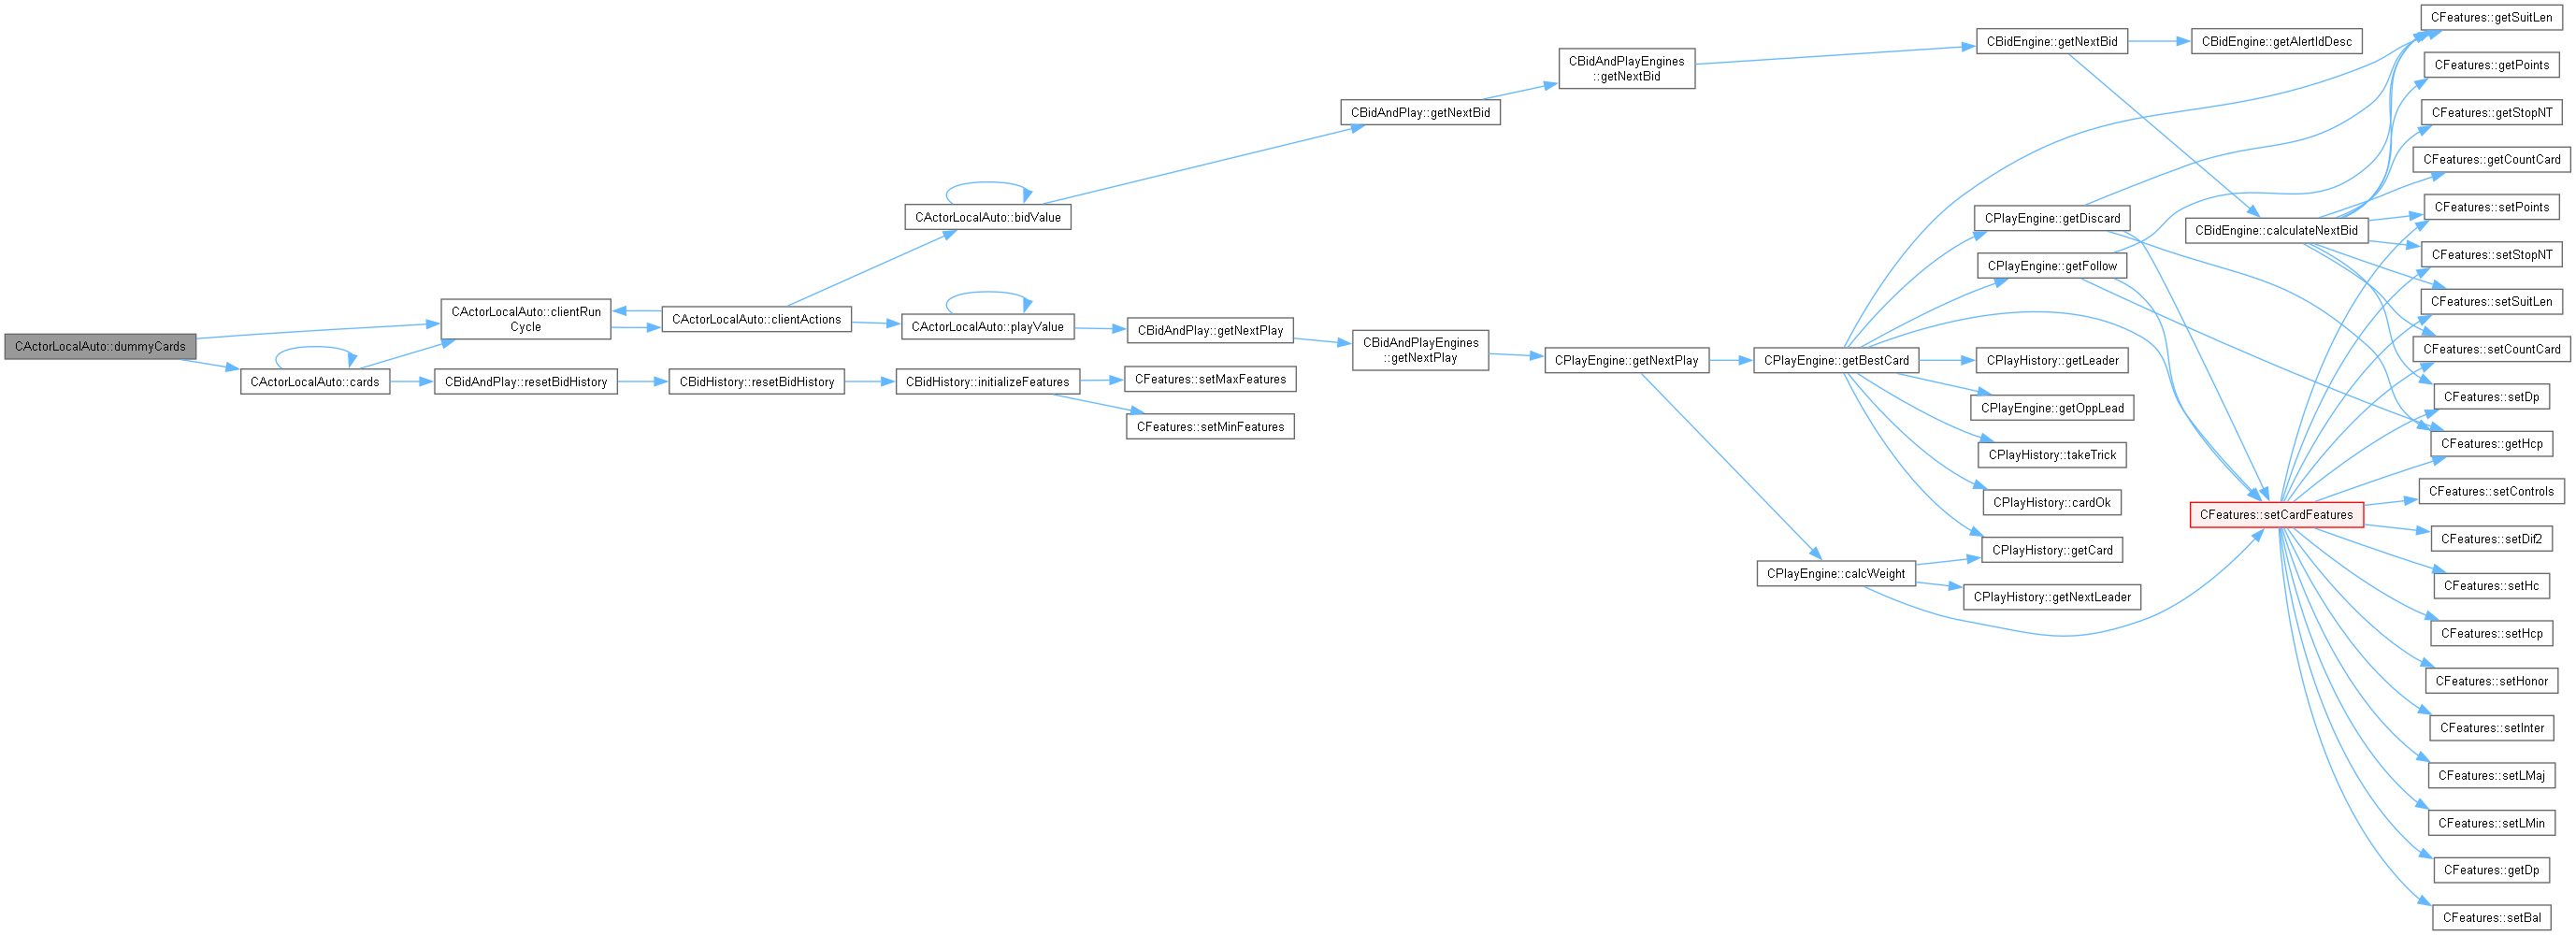 CActorLocalAuto::dummyCards
CActorLocalAuto::clientRun
Cycle
CActorLocalAuto::cards
CActorLocalAuto::clientActions
CBidAndPlay::resetBidHistory
CBidHistory::resetBidHistory
CActorLocalAuto::bidValue
CActorLocalAuto::playValue
CBidHistory::initializeFeatures
CBidAndPlay::getNextPlay
CFeatures::setMaxFeatures
CFeatures::setMinFeatures
CBidAndPlay::getNextBid
CBidAndPlayEngines
::getNextPlay
CBidAndPlayEngines
::getNextBid
CPlayEngine::getNextPlay
CPlayEngine::getBestCard
CPlayEngine::calcWeight
CBidEngine::getNextBid
CPlayEngine::getDiscard
CPlayEngine::getFollow
CPlayHistory::getLeader
CPlayEngine::getOppLead
CPlayHistory::takeTrick
CPlayHistory::cardOk
CPlayHistory::getCard
CPlayHistory::getNextLeader
CBidEngine::getAlertIdDesc
CBidEngine::calculateNextBid
CFeatures::setCardFeatures
CFeatures::getSuitLen
CFeatures::getPoints
CFeatures::getStopNT
CFeatures::getCountCard
CFeatures::setPoints
CFeatures::setStopNT
CFeatures::setSuitLen
CFeatures::setCountCard
CFeatures::setDp
CFeatures::getHcp
CFeatures::setControls
CFeatures::setDif2
CFeatures::setHc
CFeatures::setHcp
CFeatures::setHonor
CFeatures::setInter
CFeatures::setLMaj
CFeatures::setLMin
CFeatures::getDp
CFeatures::setBal